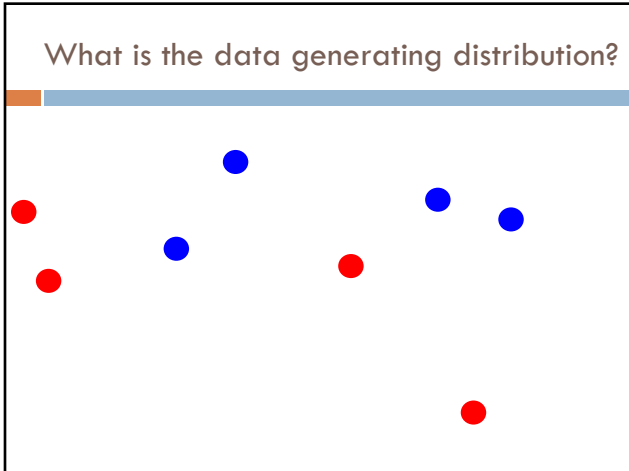 What is the data generating distribution?